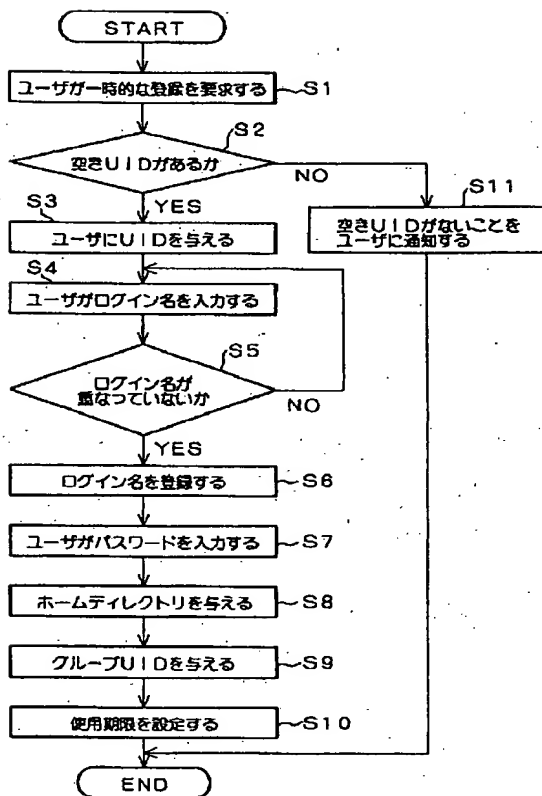 START
ユーザが一時的な登録を要求する
S1
S2
空きUIDがあるか
NO
YES
S3
ユーザにUIDを与える
S11
空きUIDがないことを
ユーザに通知する
S4
ユーザがログイン名を入力する
S5
ログイン名が
重なっていないか
NO
YES
ログイン名を登録する
S6
ユーザがパスワードを入力する
S7
ホームディレクトリを与える
S8
グループUIDを与える
S9
使用期限を設定する
S10
END